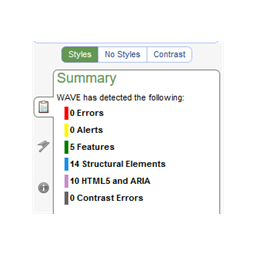 Styles No Styles Contrast
Summary
WAVE has detected the following:
0 Errors
0 Alerts
5 Features
14 Structural Elements
10 HTML5 and ARIA
0 Contrast Errors